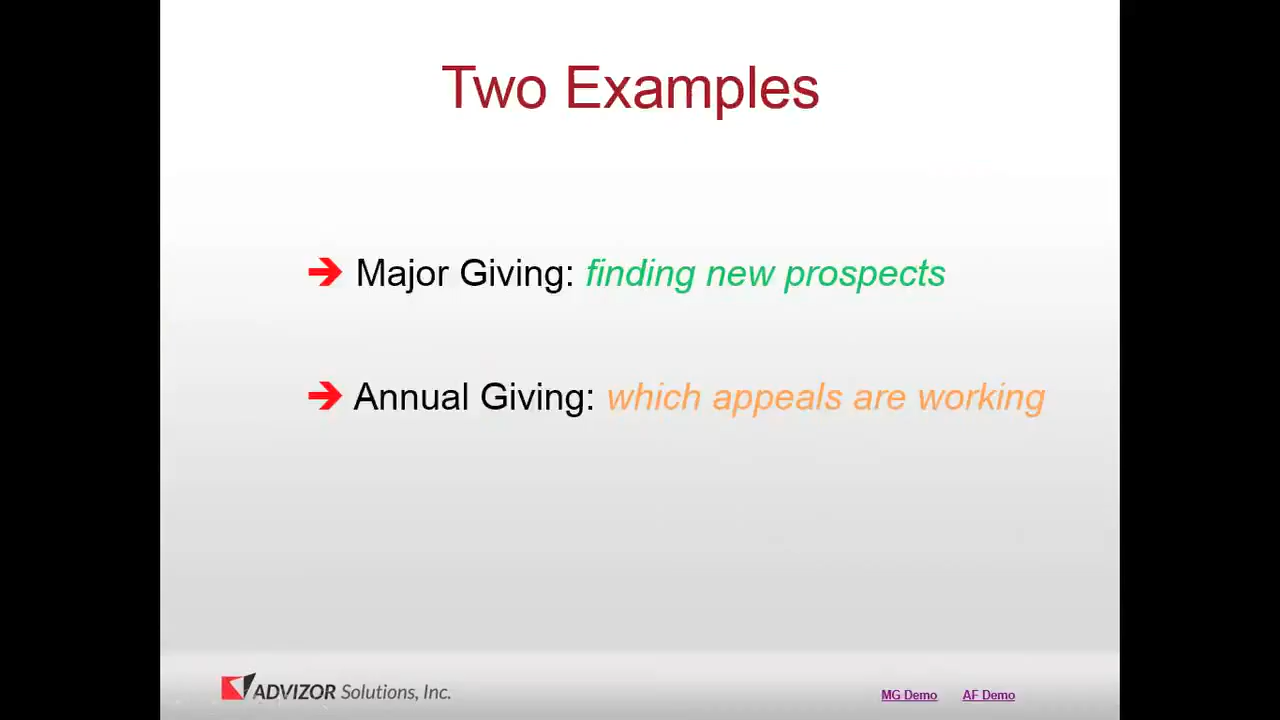 Two Examples
➔ Major Giving: finding new prospects
➔ Annual Giving: which appeals are working
ADVIZOR Solutions, Inc.
MG Demo AF Demo